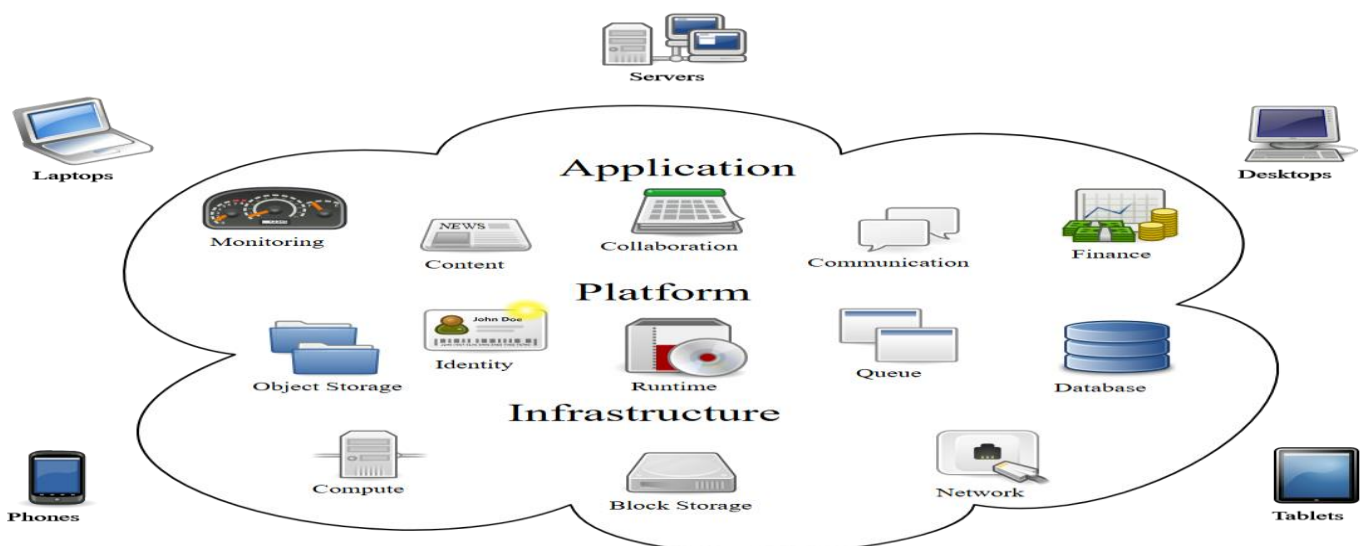 Servers
Laptops
Desktops
Application
Monitoring
NEWS
Content
Collaboration
Communication
Finance
Platform
John Doe
Object Storage
Identity
Runtime
Queue
Database
Infrastructure
Compute
Block Storage
Network
Phones
Tablets